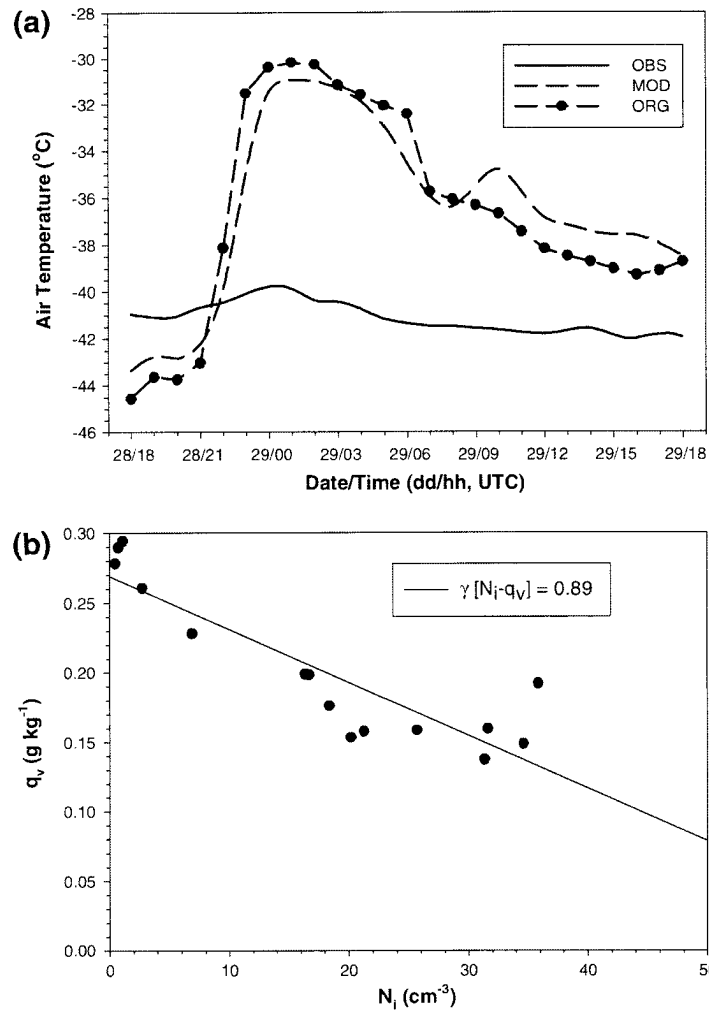 (a)
-28
-30
-32
-34
-36
-38
-40
-42
-44
-46
Air Temperature (°C)
OBS
MOD
ORG
28/18 28/21 29/00 29/03 29/06 29/09 29/12 29/15 29/18
Date/Time (dd/hh, UTC)
(b)
0.30
0.25
0.20
0.15
0.10
0.05
0.00
qv (g kg-1)
γ [Ni-qv] = 0.89
0 10 20 30 40 50
Ni (cm-3)